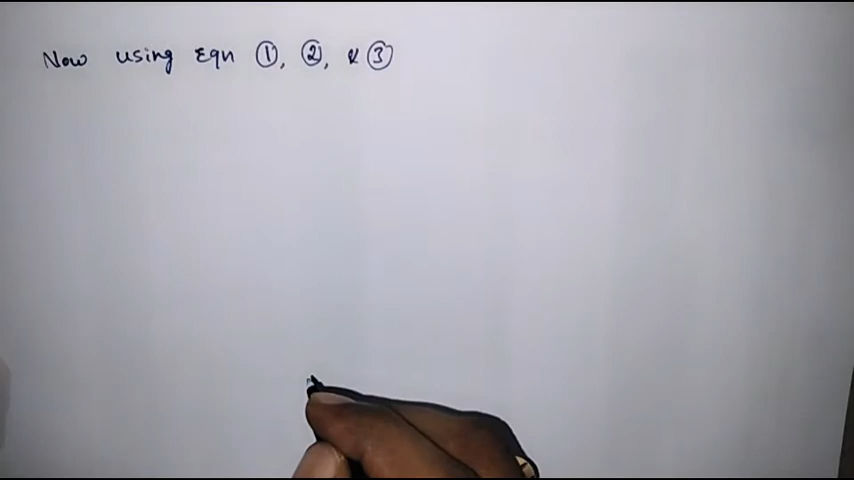 Now using Eqn ①, ②, & ③